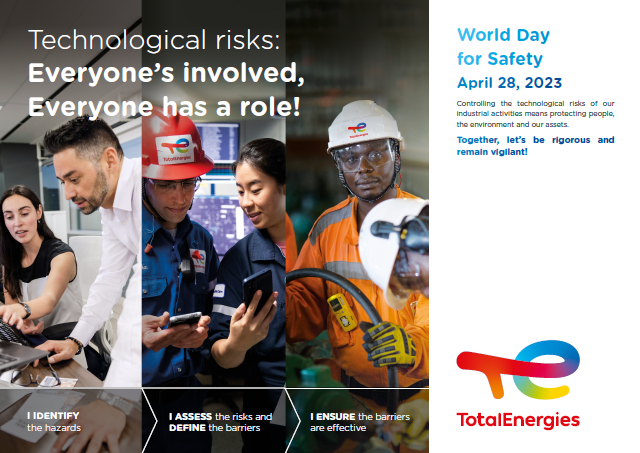 Technological risks:
Everyone's involved,
Everyone has a role!
TotalEnergies
I IDENTIFY
the hazards
I ASSESS the risks and
DEFINE the barriers
I ENSURE the barriers
are effective
World Day
for Safety
April 28, 2023
Controlling the technological risks of our
industrial activities means protecting people,
the environment and our assets.
Together, let's be rigorous and
remain vigilant!
TotalEnergies